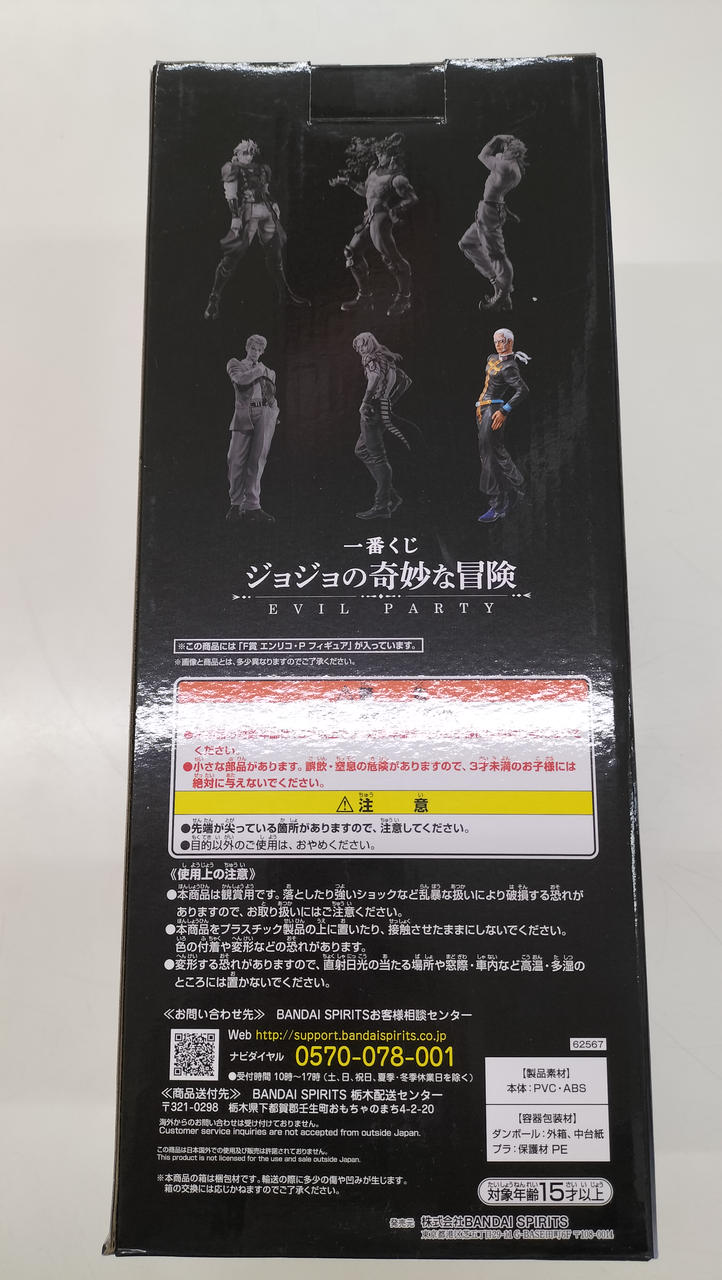 一番くじ
ジョジョの奇妙な冒険
EVIL PARTY
※この商品には「F賞 エンリコ・P フィギュア」が入っています。
※画像と商品とは、多少異なりますのでご了承ください。
ください。
●小さな部品があります。誤飲・窒息の危険がありますので、3才未満のお子様には
絶対に与えないでください。
⚠注意
●先端が尖っている箇所がありますので、注意してください。
●目的以外のご使用は、おやめください。
《使用上の注意》
●本商品は観賞用です。落としたり強いショックなど乱暴な扱いにより破損する恐れが
ありますので、お取り扱いにはご注意ください。
●本商品をプラスチック製品の上に置いたり、接触させたままにしないでください。
色の付着や変形などの恐れがあります。
●変形する恐れがありますので、直射日光の当たる場所や窓際・車内など高温・多湿の
ところには置かないでください。
≪お問い合わせ先≫ BANDAI SPIRITSお客様相談センター
Web http://support.bandaispirits.co.jp
ナビダイヤル 0570-078-001
●受付時間 10時〜17時(土、日、祝日、夏季・冬季休業日を除く)
≪商品送付先≫ BANDAI SPIRITS 栃木配送センター
〒321-0298 栃木県下都賀郡壬生町おもちゃのまち4-2-20
海外からのお問い合わせは受け付けておりません。
Customer service inquiries are not accepted from outside Japan.
この商品は日本国外での使用及び販売は許諾されておりません。
This product is not licensed for the use and sale outside Japan.
※本商品の箱は梱包材です。輸送の際に多少の傷や凹みが生じます。
箱の交換には応じかねますのでご了承ください。
62567
【製品素材】
本体:PVC・ABS
【容器包装材】
ダンボール:外箱、中台紙
プラ:保護材 PE
対象年齢15才以上
発売元 株式会社BANDAI SPIRITS
東京都港区芝5-29-11 G-BASE田町6F 〒108-0014